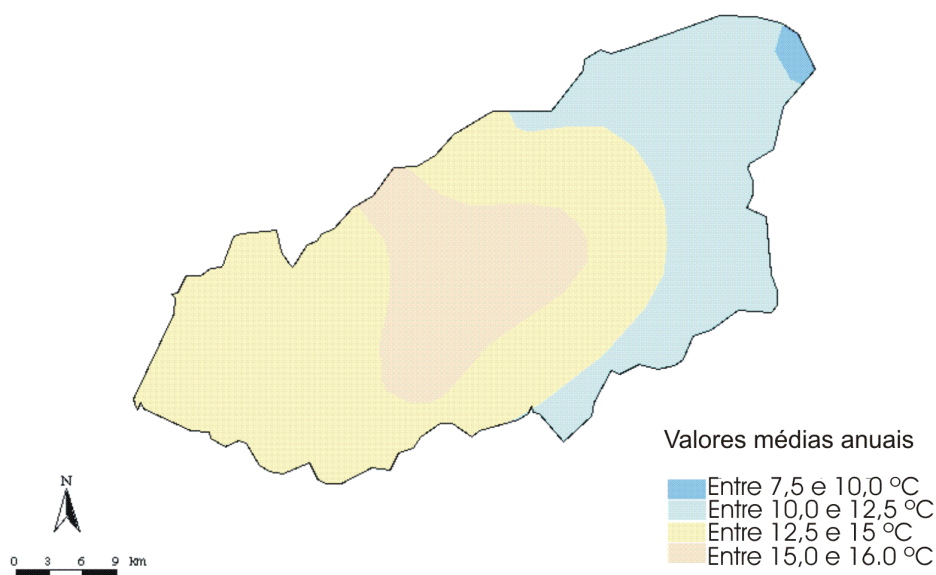 Valores médias anuais
Entre 7,5 e 10,0 ºC
Entre 10,0 e 12,5 ºC
Entre 12,5 e 15 ºC
Entre 15,0 e 16.0 ºC
N
0 3 6 9 km